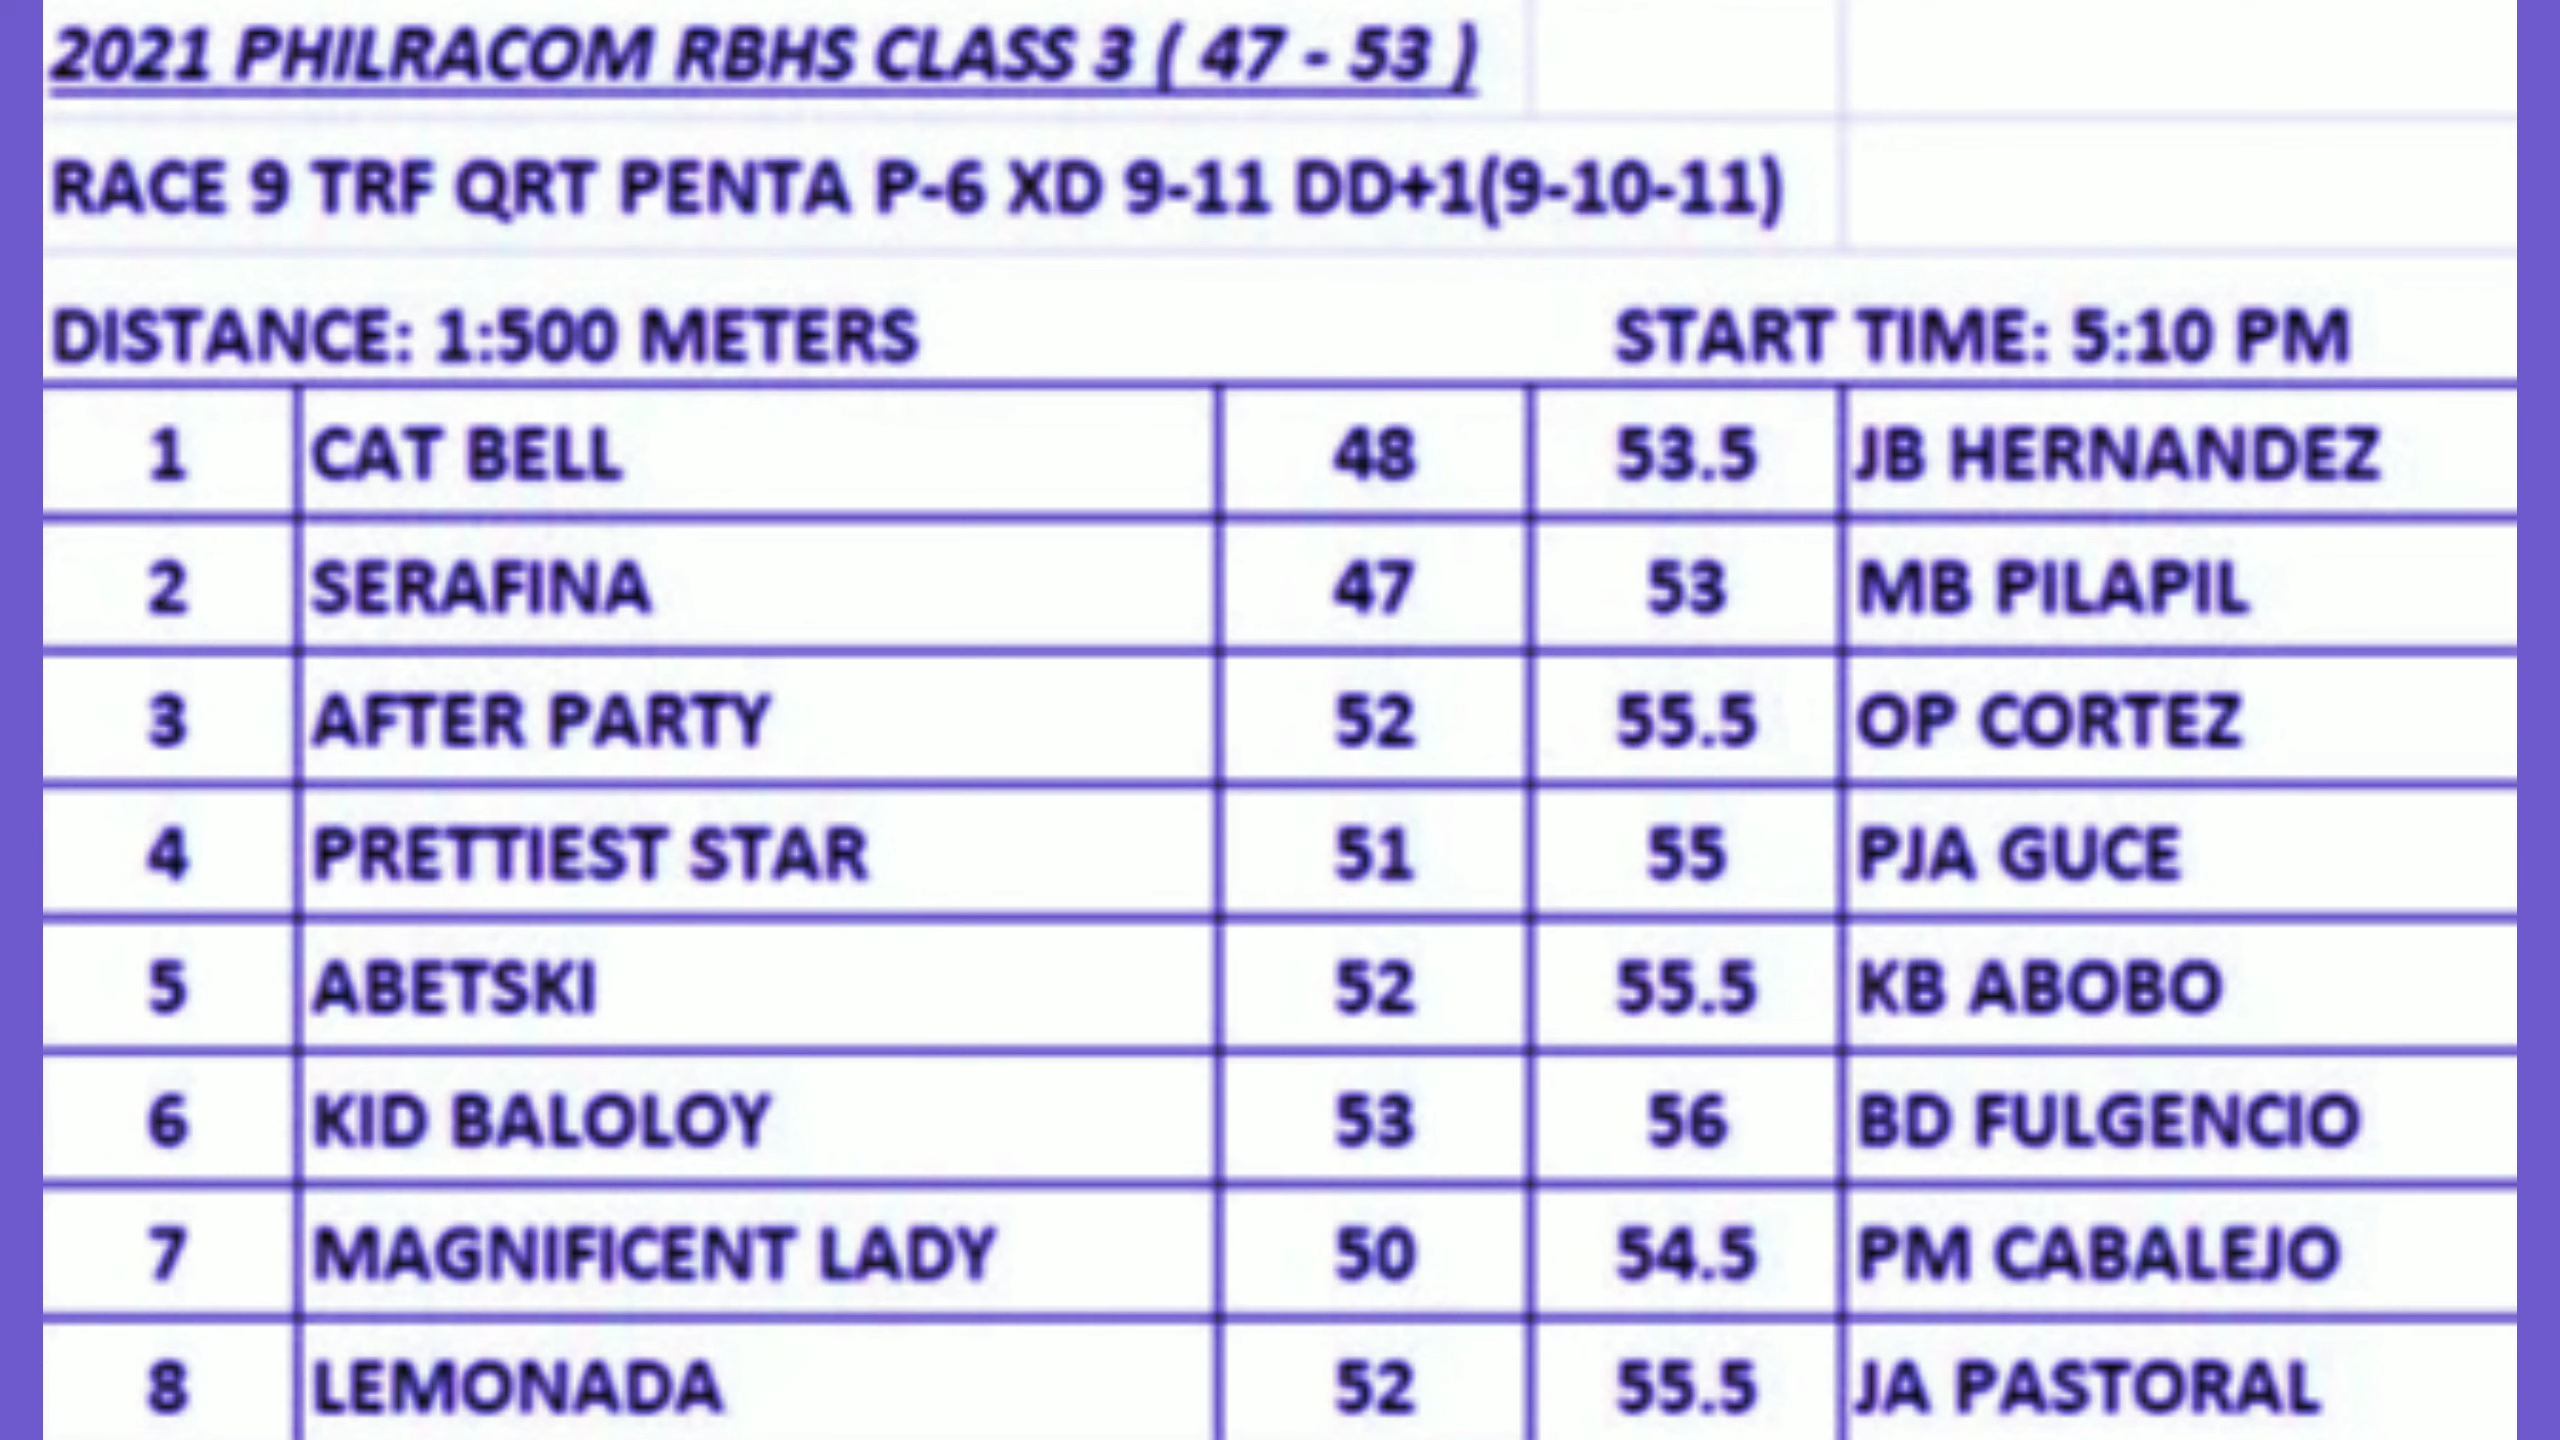 2021 PHILRACOM RBHS CLASS 3 ( 47 - 53 )
RACE 9 TRF QRT PENTA P-6 XD 9-11 DD+1(9-10-11)
DISTANCE: 1:500 METERS START TIME: 5:10 PM
1 CAT BELL 48 53.5 JB HERNANDEZ
2 SERAFINA 47 53 MB PILAPIL
3 AFTER PARTY 52 55.5 OP CORTEZ
4 PRETTIEST STAR 51 55 PJA GUCE
5 ABETSKI 52 55.5 KB ABOBO
6 KID BALOLOY 53 56 BD FULGENCIO
7 MAGNIFICENT LADY 50 54.5 PM CABALEJO
8 LEMONADA 52 55.5 JA PASTORAL